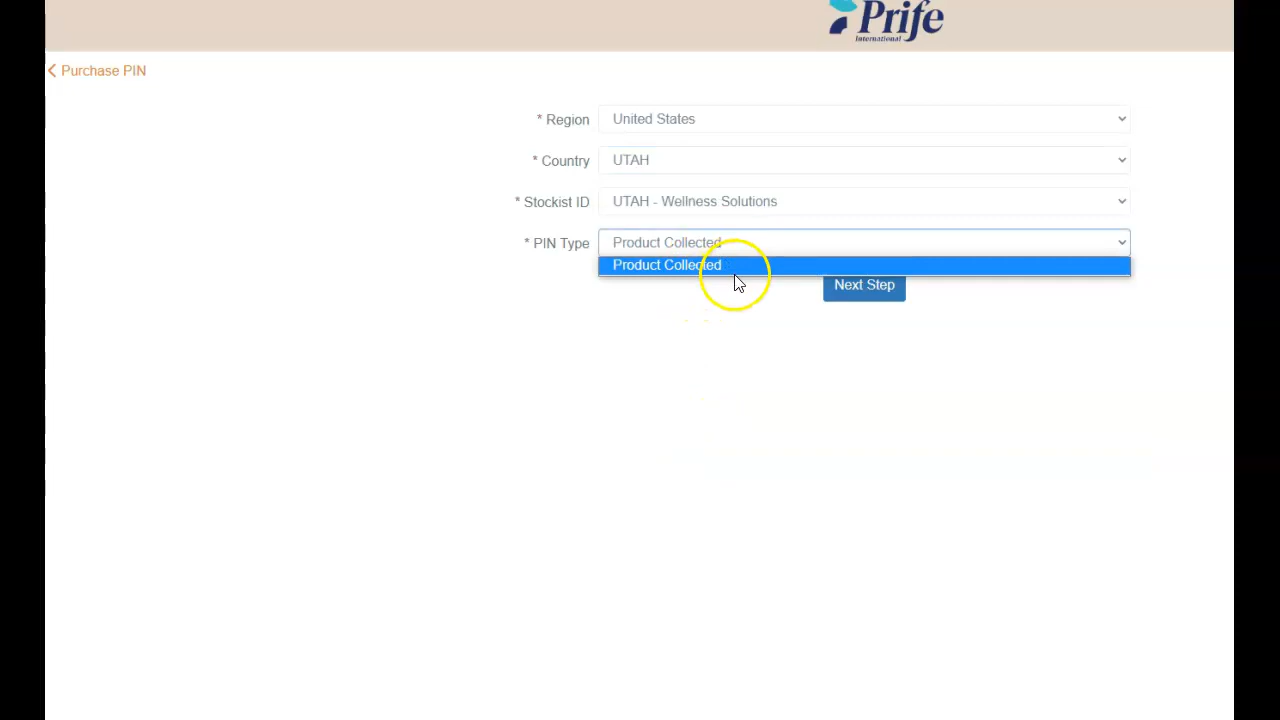 Prife
International
Purchase PIN
* Region United States
* Country UTAH
* Stockist ID UTAH - Wellness Solutions
* PIN Type Product Collected
Product Collected
Next Step